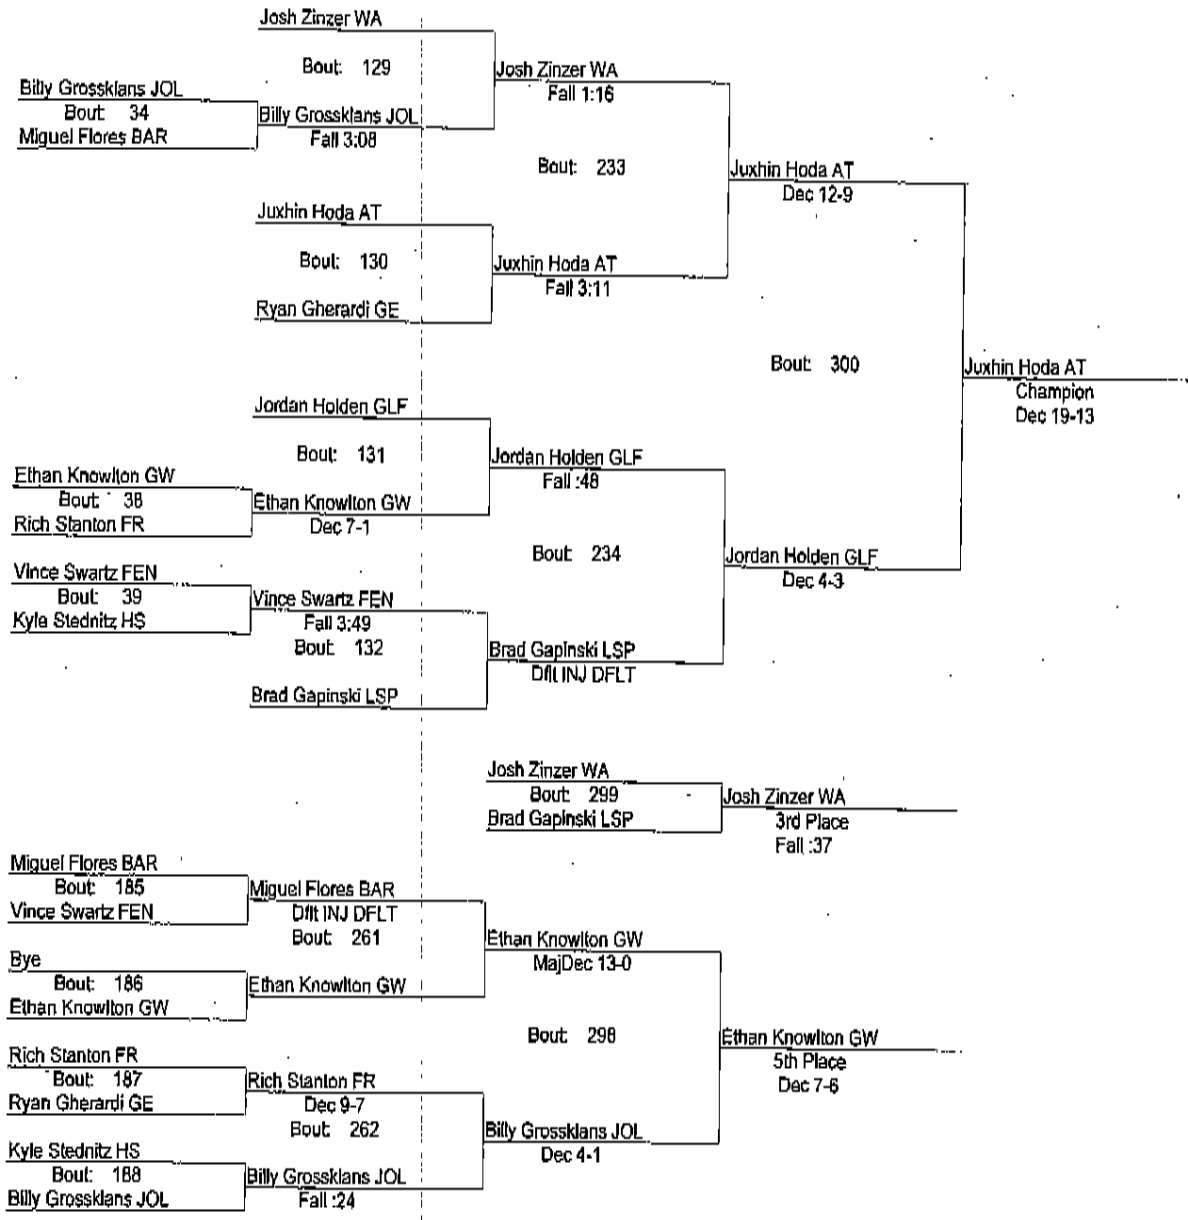 Josh Zinzer WA
Bout: 129
Josh Zinzer WA
Fall 1:16
Billy Grossklans JOL
Bout: 34
Miguel Flores BAR
Billy Grossklans JOL
Fall 3:08
Bout: 233
Juxhin Hoda AT
Dec 12-9
Juxhin Hoda AT
Bout: 130
Ryan Gherardi GE
Juxhin Hoda AT
Fall 3:11
Bout: 300
Juxhin Hoda AT
Champion
Dec 19-13
Jordan Holden GLF
Bout: 131
Jordan Holden GLF
Fall :48
Ethan Knowlton GW
Bout: 38
Rich Stanton FR
Ethan Knowlton GW
Dec 7-1
Bout: 234
Jordan Holden GLF
Dec 4-3
Vince Swartz FEN
Bout: 39
Kyle Stednitz HS
Vince Swartz FEN
Fall 3:49
Bout: 132
Brad Gapinski LSP
Brad Gapinski LSP
Dflt INJ DFLT
Josh Zinzer WA
Bout: 299
Brad Gapinski LSP
Josh Zinzer WA
3rd Place
Fall :37
Miguel Flores BAR
Bout: 185
Vince Swartz FEN
Miguel Flores BAR
Dflt INJ DFLT
Bout: 261
Ethan Knowlton GW
MajDec 13-0
Bye
Bout: 186
Ethan Knowlton GW
Ethan Knowlton GW
Bout: 298
Ethan Knowlton GW
5th Place
Dec 7-6
Rich Stanton FR
Bout: 187
Ryan Gherardi GE
Rich Stanton FR
Dec 9-7
Bout: 262
Billy Grossklans JOL
Dec 4-1
Kyle Stednitz HS
Bout: 188
Billy Grossklans JOL
Billy Grossklans JOL
Fall :24